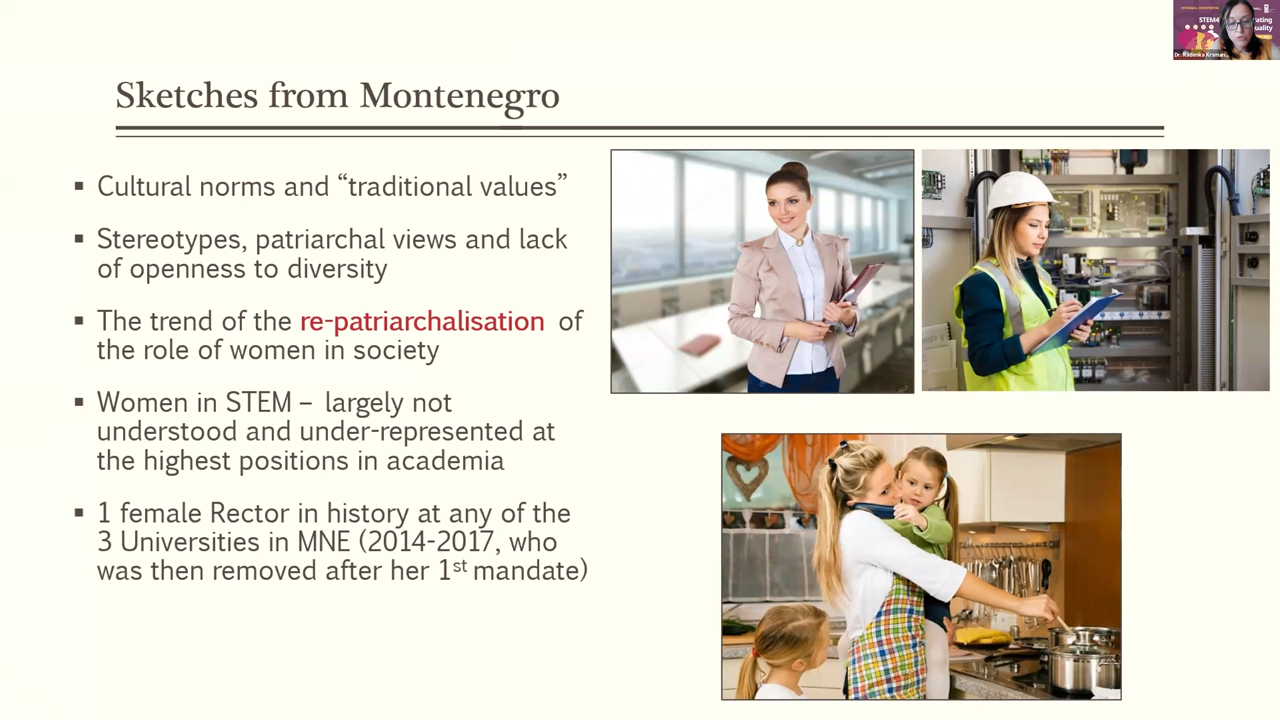 STEM4
Dr. Radenka Krsman...
Sketches from Montenegro
▪ Cultural norms and “traditional values”
▪ Stereotypes, patriarchal views and lack
of openness to diversity
▪ The trend of the re-patriarchalisation of
the role of women in society
▪ Women in STEM – largely not
understood and under-represented at
the highest positions in academia
▪ 1 female Rector in history at any of the
3 Universities in MNE (2014-2017, who
was then removed after her 1st mandate)